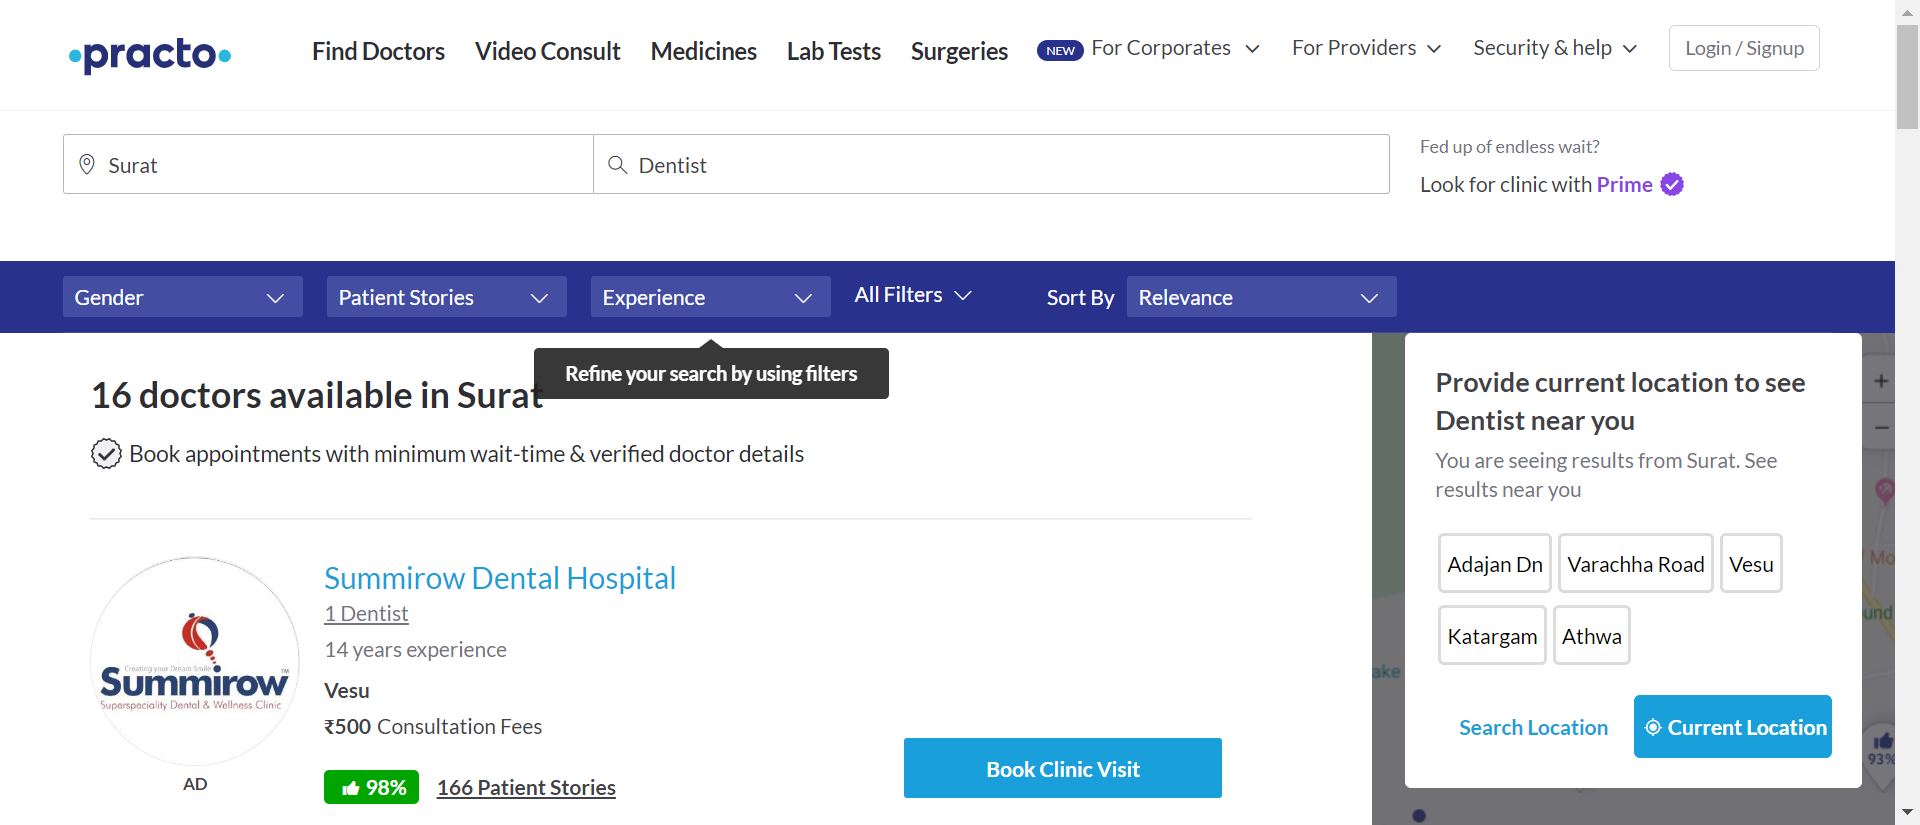 practo
Find Doctors
Video Consult
Medicines
Lab Tests
Surgeries
NEW For Corporates
For Providers
Security & help
Login / Signup
Surat
Dentist
Fed up of endless wait?
Look for clinic with Prime
Gender
Patient Stories
Experience
All Filters
Sort By
Relevance
Refine your search by using filters
16 doctors available in Surat
Book appointments with minimum wait-time & verified doctor details
Creating your Dream Smile
Summirow™
Superspeciality Dental & Wellness Clinic
AD
Summirow Dental Hospital
1 Dentist
14 years experience
Vesu
₹500 Consultation Fees
98%
166 Patient Stories
Book Clinic Visit
Provide current location to see
Dentist near you
You are seeing results from Surat. See
results near you
Adajan Dn
Varachha Road
Vesu
Katargam
Athwa
Search Location
Current Location
+
−
93%